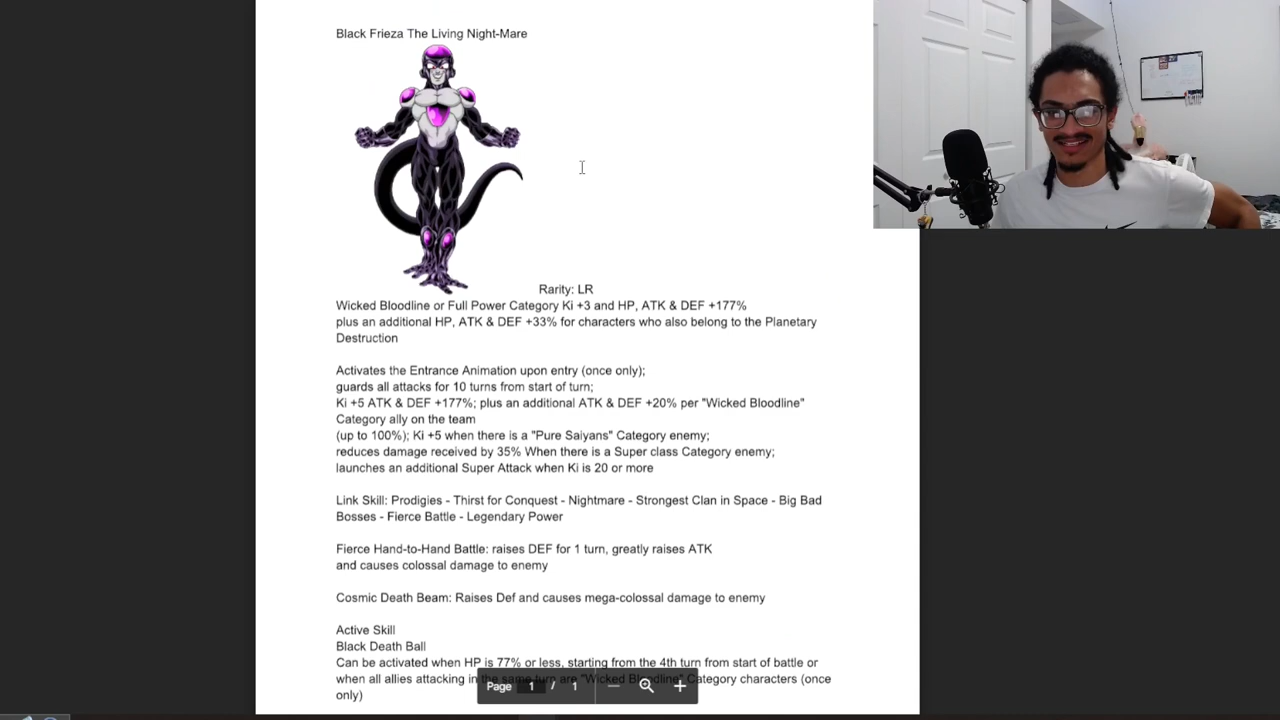 Black Frieza The Living Night-Mare
Rarity: LR
Wicked Bloodline or Full Power Category Ki +3 and HP, ATK & DEF +177%
plus an additional HP, ATK & DEF +33% for characters who also belong to the Planetary
Destruction
Activates the Entrance Animation upon entry (once only);
guards all attacks for 10 turns from start of turn;
Ki +5 ATK & DEF +177%; plus an additional ATK & DEF +20% per "Wicked Bloodline"
Category ally on the team
(up to 100%); Ki +5 when there is a "Pure Saiyans" Category enemy;
reduces damage received by 35% When there is a Super class Category enemy;
launches an additional Super Attack when Ki is 20 or more
Link Skill: Prodigies - Thirst for Conquest - Nightmare - Strongest Clan in Space - Big Bad
Bosses - Fierce Battle - Legendary Power
Fierce Hand-to-Hand Battle: raises DEF for 1 turn, greatly raises ATK
and causes colossal damage to enemy
Cosmic Death Beam: Raises Def and causes mega-colossal damage to enemy
Active Skill
Black Death Ball
Can be activated when HP is 77% or less, starting from the 4th turn from start of battle or
when all allies attacking in the same turn are "Wicked Bloodline" Category characters (once
only)
Page 1 / 1